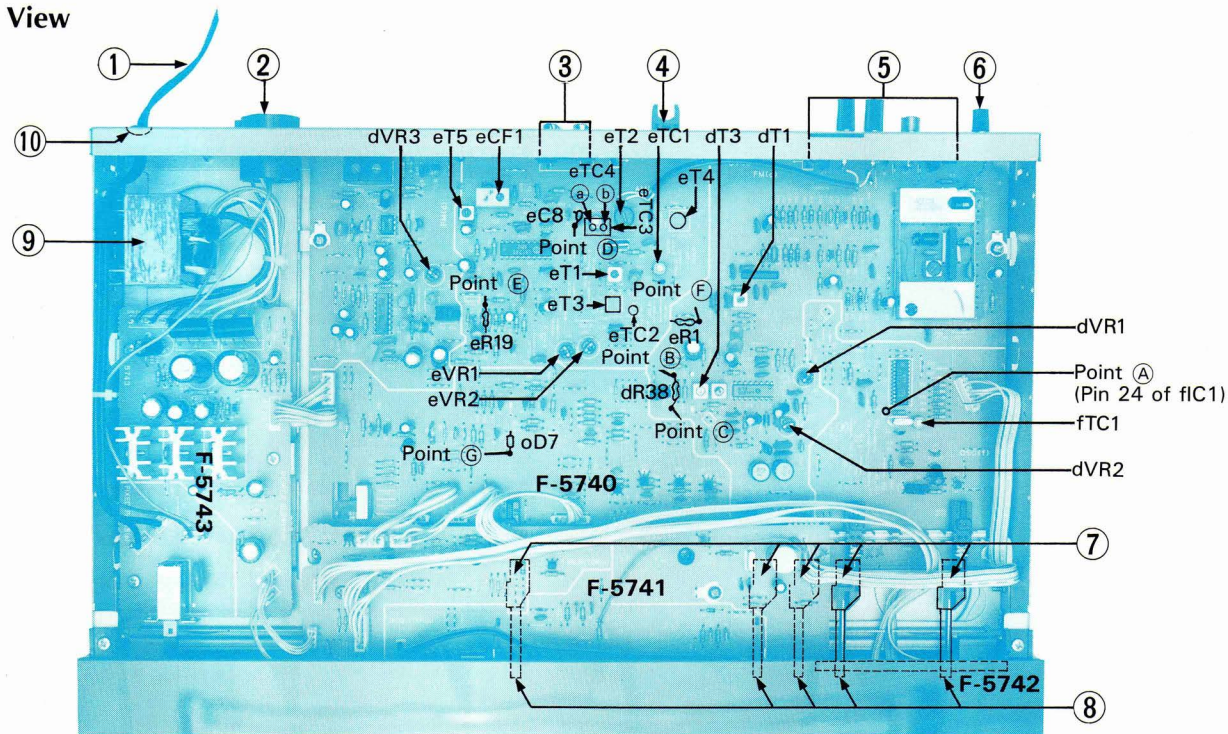 View
① ② ③ ④ ⑤ ⑥
⑩
dVR3 eT5 eCF1 eT2 eTC1 dT3 dT1
eTC4
ⓐ ⓑ
eTC3
eT4
eC8
Point Ⓓ
⑨
eT1
Point Ⓔ
Point Ⓕ
eT3
eR19
eTC2
eR1
dVR1
eVR1
Point Ⓑ
eVR2
dR38
Point Ⓐ
(Pin 24 of fIC1)
Point Ⓒ
fTC1
oD7
Point Ⓖ
dVR2
F-5743
F-5740
⑦
F-5741
F-5742
⑧